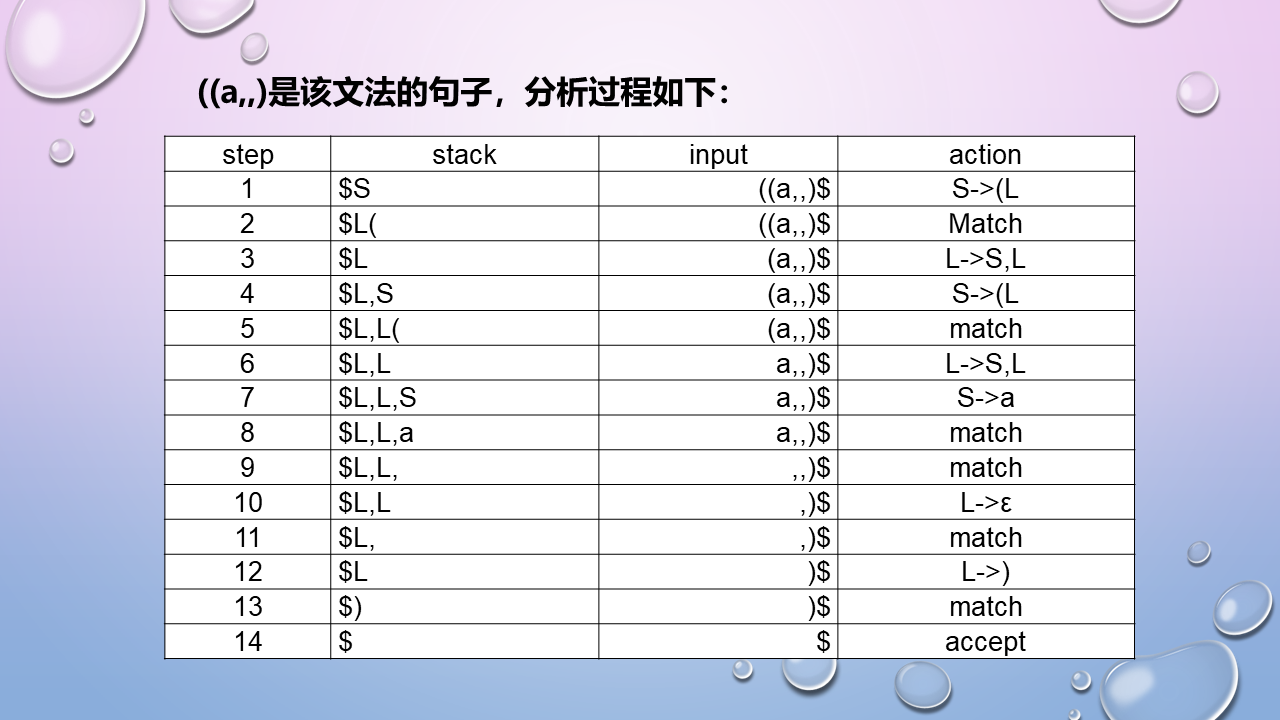 ((a,,)是该文法的句子，分析过程如下：
step stack input action
1 $S ((a,,)$ S->(L
2 $L( ((a,,)$ Match
3 $L (a,,)$ L->S,L
4 $L,S (a,,)$ S->(L
5 $L,L( (a,,)$ match
6 $L,L a,,)$ L->S,L
7 $L,L,S a,,)$ S->a
8 $L,L,a a,,)$ match
9 $L,L, ,,)$ match
10 $L,L ,)$ L->ε
11 $L, ,)$ match
12 $L )$ L->)
13 $) )$ match
14 $ $ accept